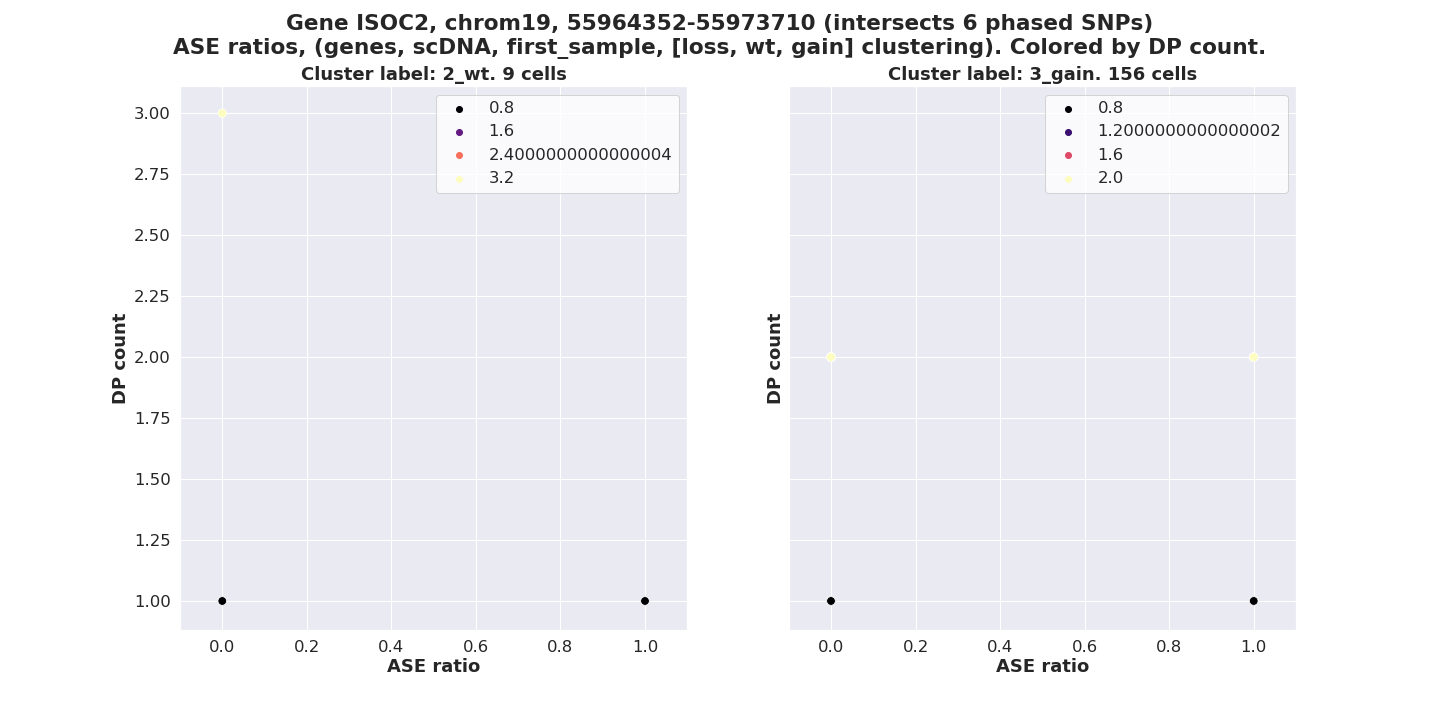 Gene ISOC2, chrom19, 55964352-55973710 (intersects 6 phased SNPs)
ASE ratios, (genes, scDNA, first_sample, [loss, wt, gain] clustering). Colored by DP count.
Cluster label: 2_wt. 9 cells
0.8
1.6
2.4000000000000004
3.2
3.00
2.75
2.50
2.25
2.00
1.75
1.50
1.25
1.00
DP count
0.0 0.2 0.4 0.6 0.8 1.0
ASE ratio
Cluster label: 3_gain. 156 cells
0.8
1.2000000000000002
1.6
2.0
DP count
0.0 0.2 0.4 0.6 0.8 1.0
ASE ratio